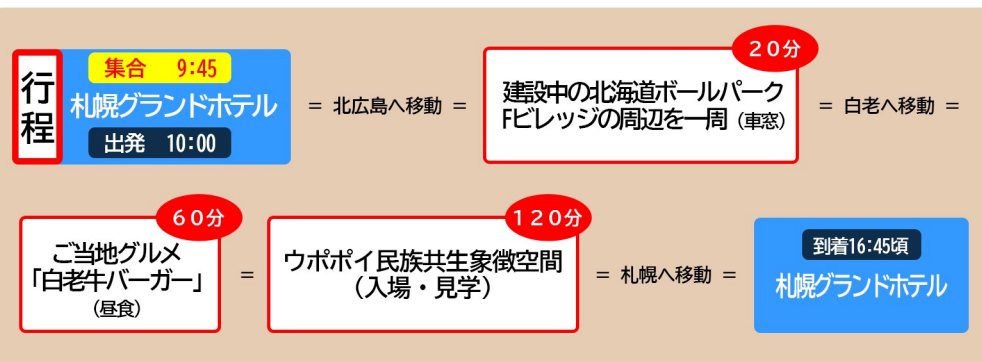 行程
集合 9:45
札幌グランドホテル
出発 10:00
= 北広島へ移動 =
20分
建設中の北海道ボールパーク
Fビレッジの周辺を一周（車窓）
= 白老へ移動 =
60分
ご当地グルメ
「白老牛バーガー」
（昼食）
=
120分
ウポポイ民族共生象徴空間
（入場・見学）
= 札幌へ移動 =
到着16:45頃
札幌グランドホテル